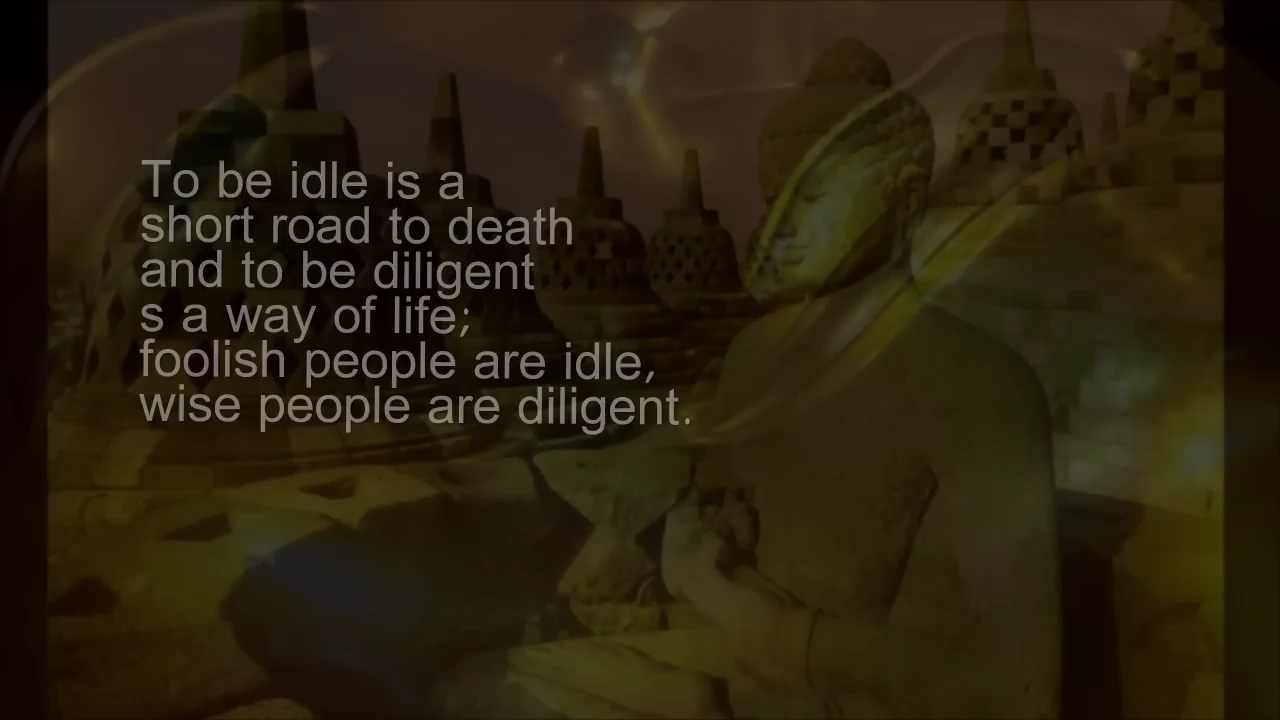 To be idle is a
short road to death
and to be diligent
s a way of life;
foolish people are idle,
wise people are diligent.